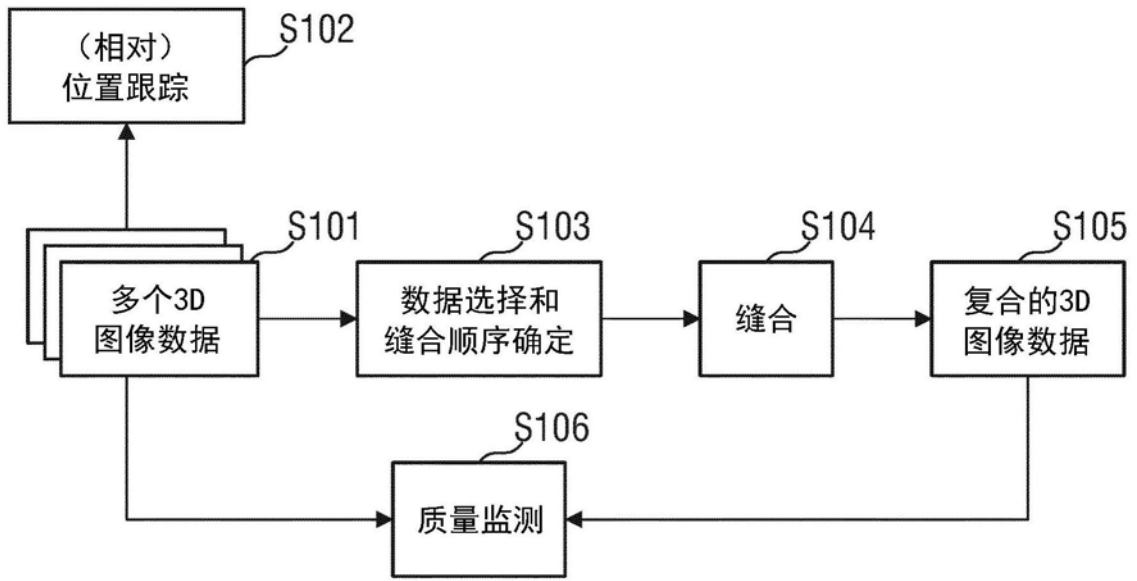 S102
（相对）
位置跟踪
S101
多个3D
图像数据
S103
数据选择和
缝合顺序确定
S104
缝合
S105
复合的3D
图像数据
S106
质量监测